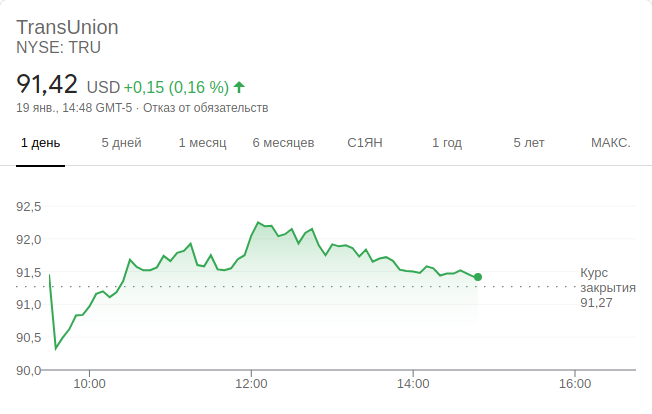 TransUnion
NYSE: TRU
91,42 USD +0,15 (0,16 %)
19 янв., 14:48 GMT-5 · Отказ от обязательств
1 день 5 дней 1 месяц 6 месяцев С1ЯН 1 год 5 лет МАКС.
92,5
92,0
91,5
91,0
90,5
90,0
Курс
закрытия
91,27
10:00 12:00 14:00 16:00